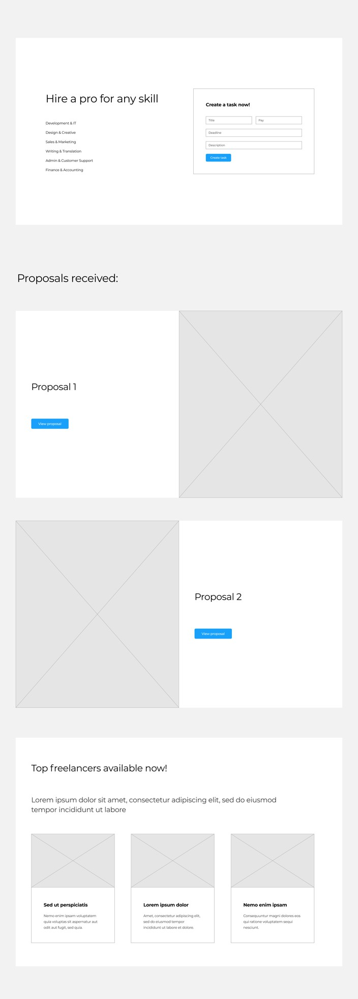 Hire a pro for any skill
Development & IT
Design & Creative
Sales & Marketing
Writing & Translation
Admin & Customer Support
Finance & Accounting
Create a task now!
Title
Pay
Deadline
Description
Create task
Proposals received:
Proposal 1
View proposal
Proposal 2
View proposal
Top freelancers available now!
Lorem ipsum dolor sit amet, consectetur adipiscing elit, sed do eiusmod
tempor incididunt ut labore
Sed ut perspiciatis
Nemo enim ipsam voluptatem
quia voluptas sit aspernatur aut
odit aut fugit, sed quia.
Lorem ipsum dolor
Amet, consectetur adipiscing elit,
sed do eiusmod tempor
incididunt ut labore et dolore.
Nemo enim ipsam
Consequuntur magni dolores eos
qui ratione voluptatem sequi
nesciunt.